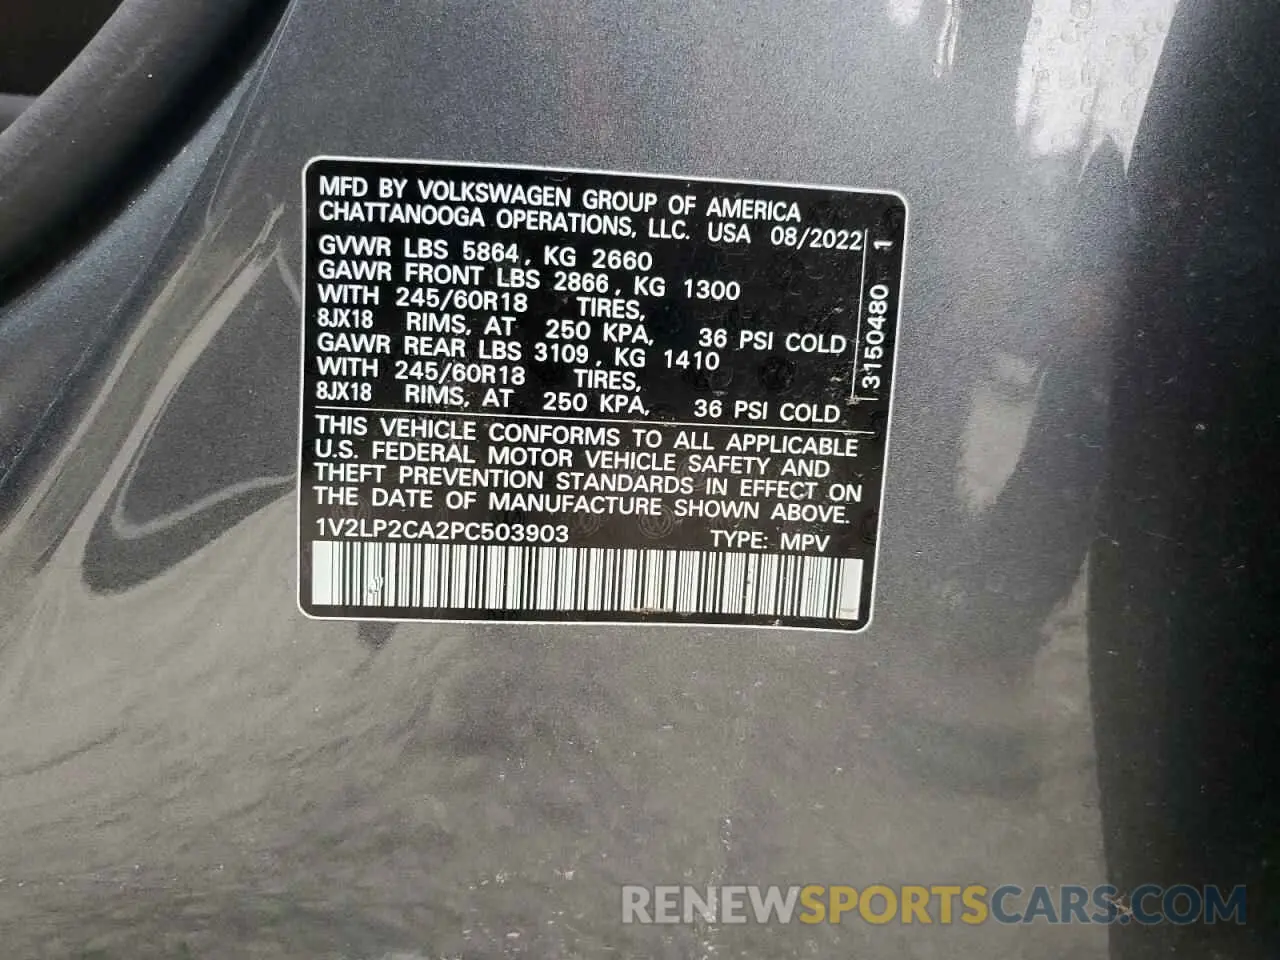 MFD BY VOLKSWAGEN GROUP OF AMERICA
CHATTANOOGA OPERATIONS, LLC. USA 08/2022
GVWR LBS 5864, KG 2660
GAWR FRONT LBS 2866, KG 1300
WITH 245/60R18 TIRES,
8JX18 RIMS, AT 250 KPA, 36 PSI COLD
GAWR REAR LBS 3109, KG 1410
WITH 245/60R18 TIRES,
8JX18 RIMS, AT 250 KPA, 36 PSI COLD
3150480 1
THIS VEHICLE CONFORMS TO ALL APPLICABLE
U.S. FEDERAL MOTOR VEHICLE SAFETY AND
THEFT PREVENTION STANDARDS IN EFFECT ON
THE DATE OF MANUFACTURE SHOWN ABOVE.
1V2LP2CA2PC503903 TYPE: MPV
RENEWSPORTSCARS.COM